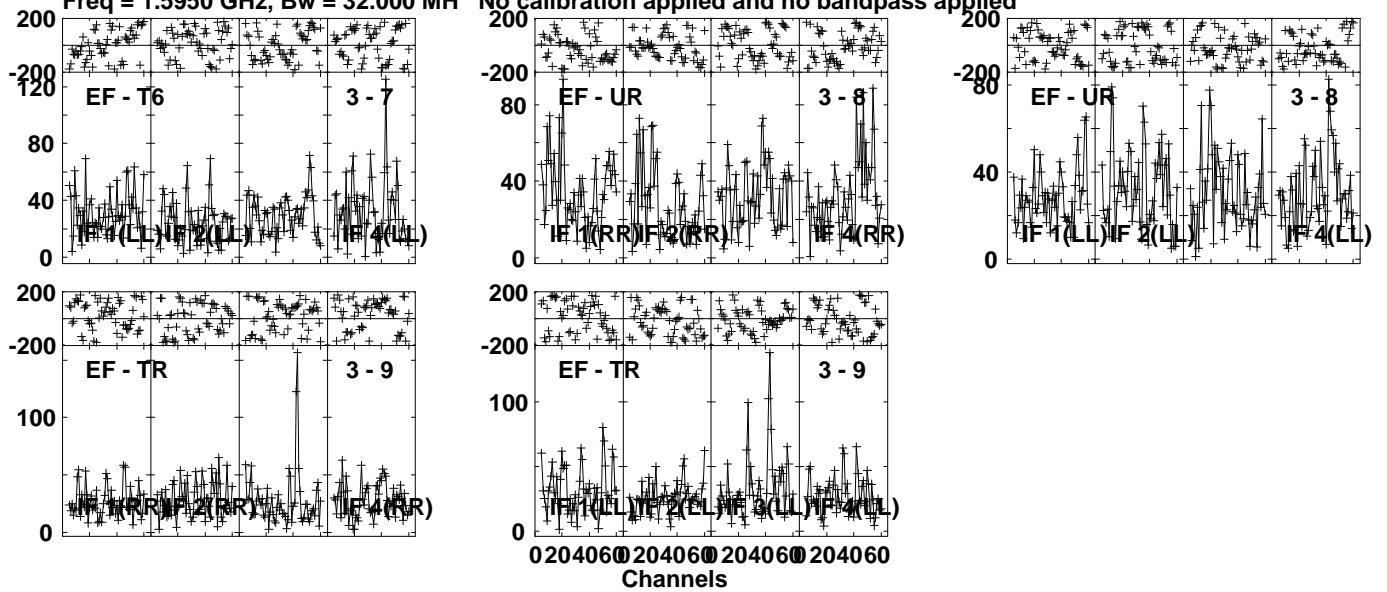 Freq = 1.5950 GHz, Bw = 32.000 MH No calibration applied and no bandpass applied
200
-200
120
80
40
0
EF - T6
3 - 7
IF 1(LL)
IF 2(LL)
IF 4(LL)
200
-200
80
40
0
EF - UR
3 - 8
IF 1(RR)
IF 2(RR)
IF 4(RR)
200
-200
80
40
0
EF - UR
3 - 8
IF 1(LL)
IF 2(LL)
IF 4(LL)
200
-200
100
0
EF - TR
3 - 9
IF 1(RR)
IF 2(RR)
IF 4(RR)
200
-200
100
0
EF - TR
3 - 9
IF 1(LL)
IF 2(LL)
IF 3(LL)
IF 4(LL)
0 20 40 60 0 20 40 60 0 20 40 60 0 20 40 60
Channels